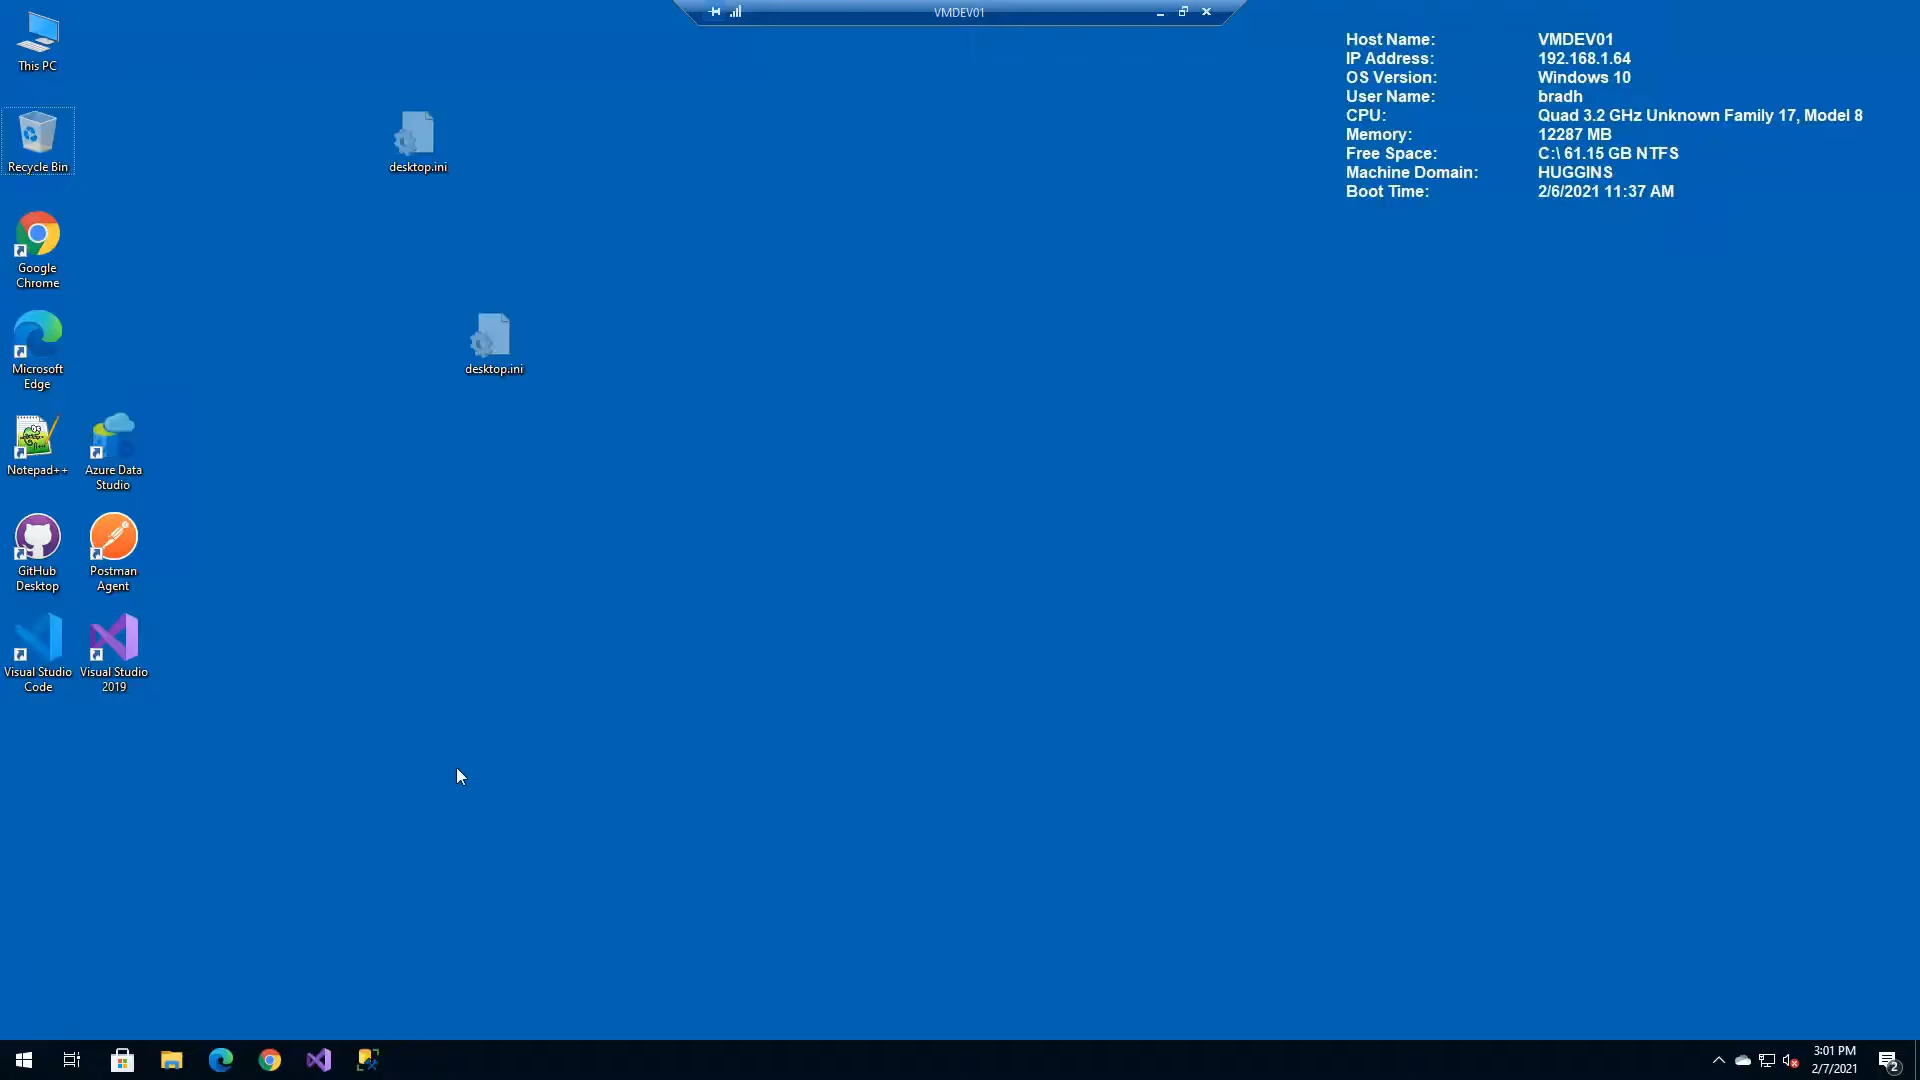 VMDEV01
This PC
Recycle Bin
Google
Chrome
Microsoft
Edge
Notepad++
Azure Data
Studio
GitHub
Desktop
Postman
Agent
Visual Studio
Code
Visual Studio
2019
desktop.ini
desktop.ini
Host Name: VMDEV01
IP Address: 192.168.1.64
OS Version: Windows 10
User Name: bradh
CPU: Quad 3.2 GHz Unknown Family 17, Model 8
Memory: 12287 MB
Free Space: C:\ 61.15 GB NTFS
Machine Domain: HUGGINS
Boot Time: 2/6/2021 11:37 AM
3:01 PM
2/7/2021
2